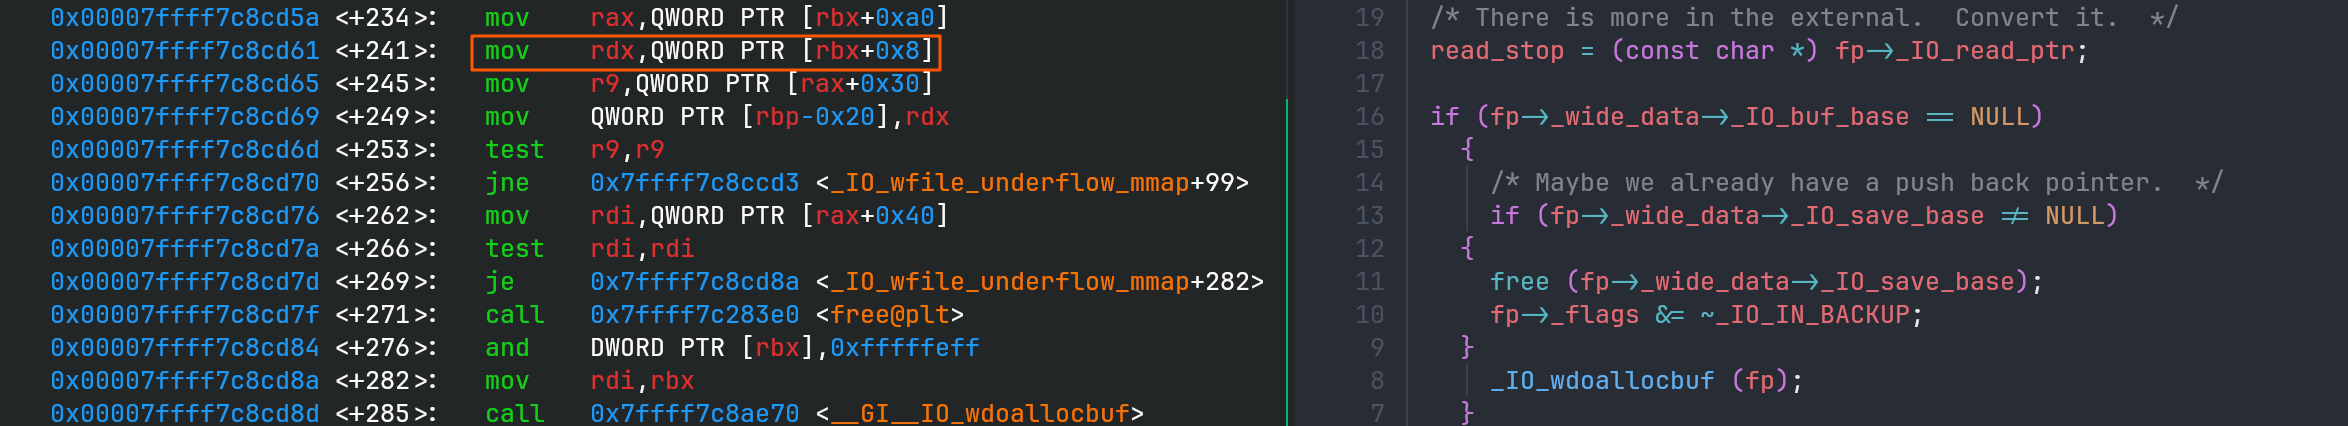 0x00007ffff7c8cd5a <+234>:   mov    rax,QWORD PTR [rbx+0xa0]
0x00007ffff7c8cd61 <+241>:   mov    rdx,QWORD PTR [rbx+0x8]
0x00007ffff7c8cd65 <+245>:   mov    r9,QWORD PTR [rax+0x30]
0x00007ffff7c8cd69 <+249>:   mov    QWORD PTR [rbp-0x20],rdx
0x00007ffff7c8cd6d <+253>:   test   r9,r9
0x00007ffff7c8cd70 <+256>:   jne    0x7ffff7c8ccd3 <_IO_wfile_underflow_mmap+99>
0x00007ffff7c8cd76 <+262>:   mov    rdi,QWORD PTR [rax+0x40]
0x00007ffff7c8cd7a <+266>:   test   rdi,rdi
0x00007ffff7c8cd7d <+269>:   je     0x7ffff7c8cd8a <_IO_wfile_underflow_mmap+282>
0x00007ffff7c8cd7f <+271>:   call   0x7ffff7c283e0 <free@plt>
0x00007ffff7c8cd84 <+276>:   and    DWORD PTR [rbx],0xfffffeff
0x00007ffff7c8cd8a <+282>:   mov    rdi,rbx
0x00007ffff7c8cd8d <+285>:   call   0x7ffff7c8ae70 <__GI__IO_wdoallocbuf>
19 /* There is more in the external.  Convert it.  */
18 read_stop = (const char *) fp->_IO_read_ptr;
17
16 if (fp->_wide_data->_IO_buf_base == NULL)
15   {
14     /* Maybe we already have a push back pointer.  */
13     if (fp->_wide_data->_IO_save_base != NULL)
12   {
11     free (fp->_wide_data->_IO_save_base);
10     fp->_flags &= ~_IO_IN_BACKUP;
9   }
8     _IO_wdoallocbuf (fp);
7   }